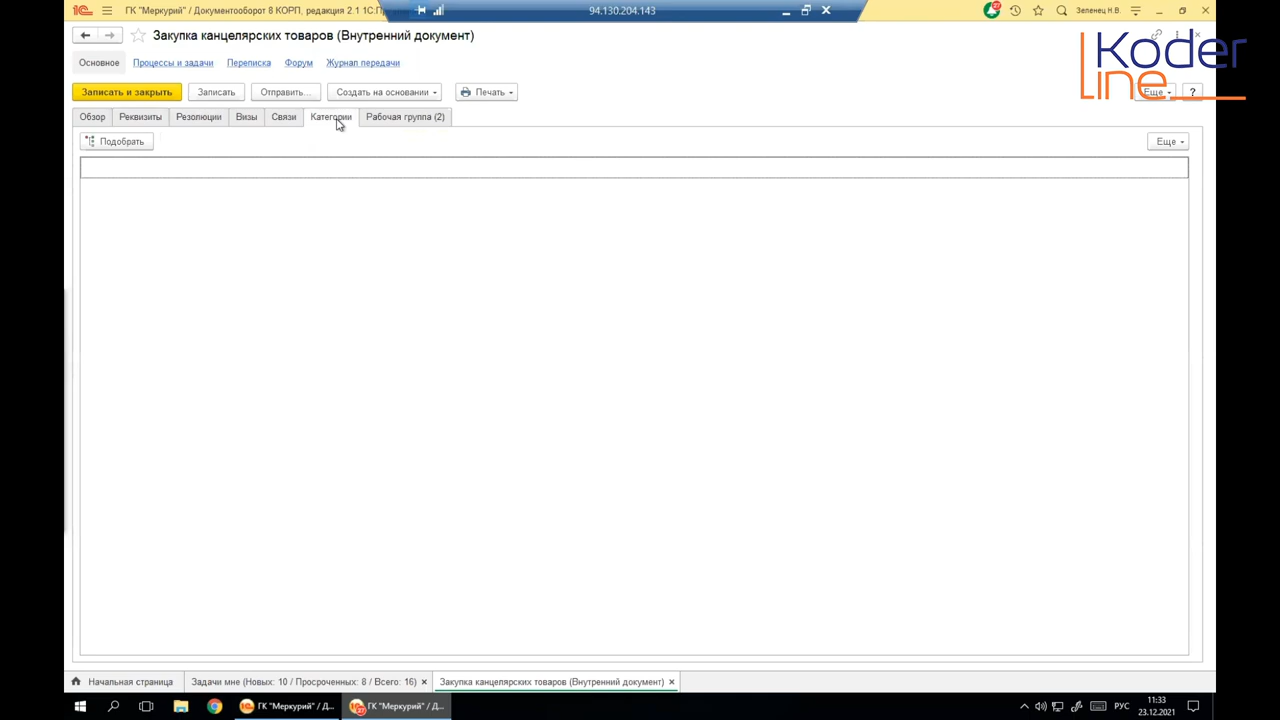 ГК "Меркурий" / Документооборот 8 КОРП, редакция 2.1 1С:Пр
94.130.204.143
27
Зеленец Н.В.
Закупка канцелярских товаров (Внутренний документ)
Koder
line
Основное
Процессы и задачи
Переписка
Форум
Журнал передачи
Записать и закрыть
Записать
Отправить...
Создать на основании
Печать
Еще
?
Обзор
Реквизиты
Резолюции
Визы
Связи
Категории
Рабочая группа (2)
Подобрать
Еще
Начальная страница
Задачи мне (Новых: 10 / Просроченных: 8 / Всего: 16)
Закупка канцелярских товаров (Внутренний документ)
ГК "Меркурий" / Д...
ГК "Меркурий" / Д...
РУС
11:33
23.12.2021